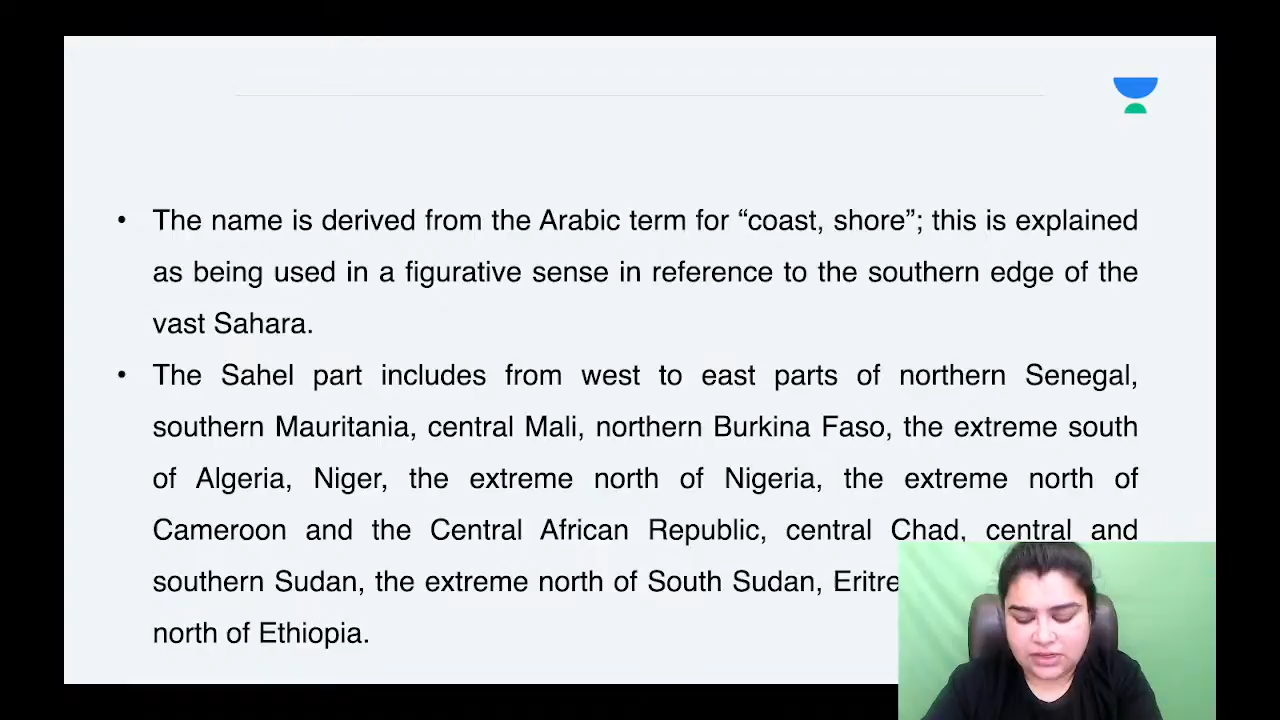 • The name is derived from the Arabic term for “coast, shore”; this is explained
as being used in a figurative sense in reference to the southern edge of the
vast Sahara.
• The Sahel part includes from west to east parts of northern Senegal,
southern Mauritania, central Mali, northern Burkina Faso, the extreme south
of Algeria, Niger, the extreme north of Nigeria, the extreme north of
Cameroon and the Central African Republic, central Chad, central and
southern Sudan, the extreme north of South Sudan,
north of Ethiopia.